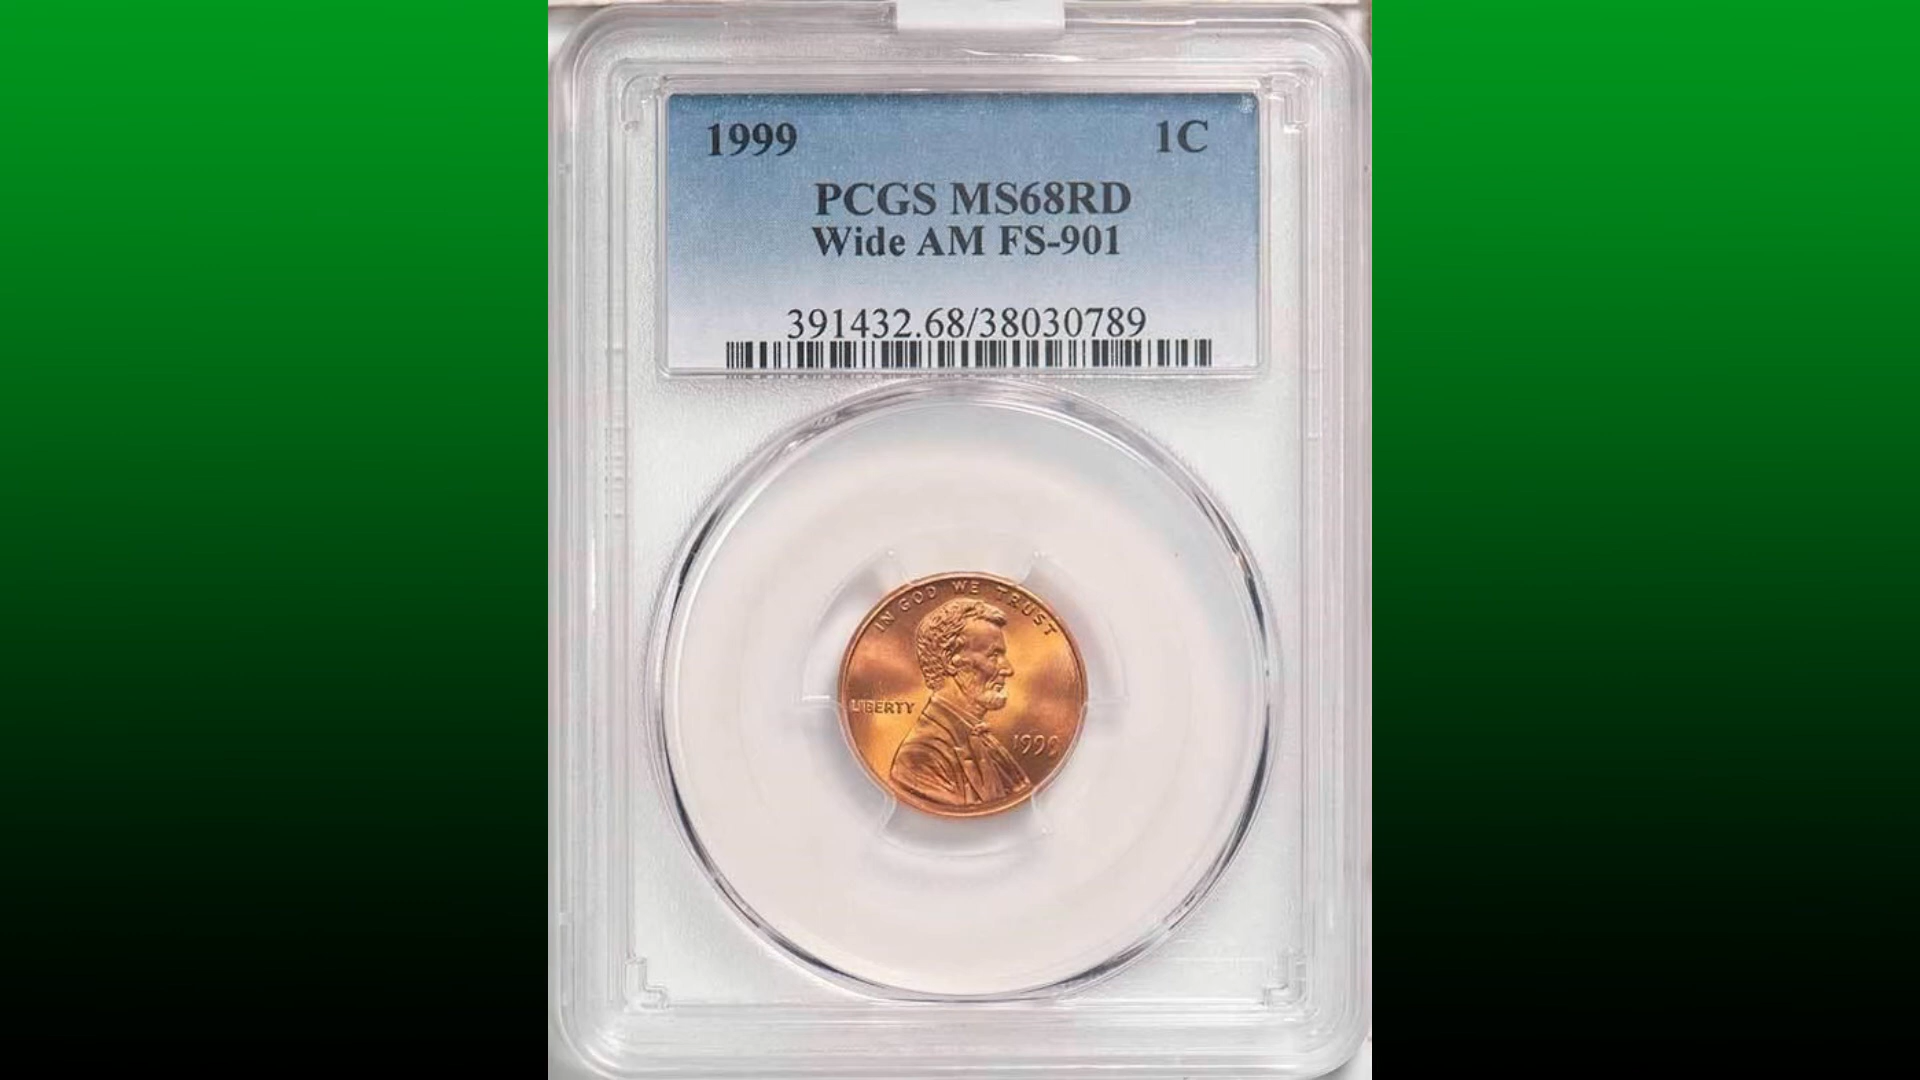 1999 1C
PCGS MS68RD
Wide AM FS-901
391432.68/38030789
IN GOD WE TRUST
LIBERTY
1999